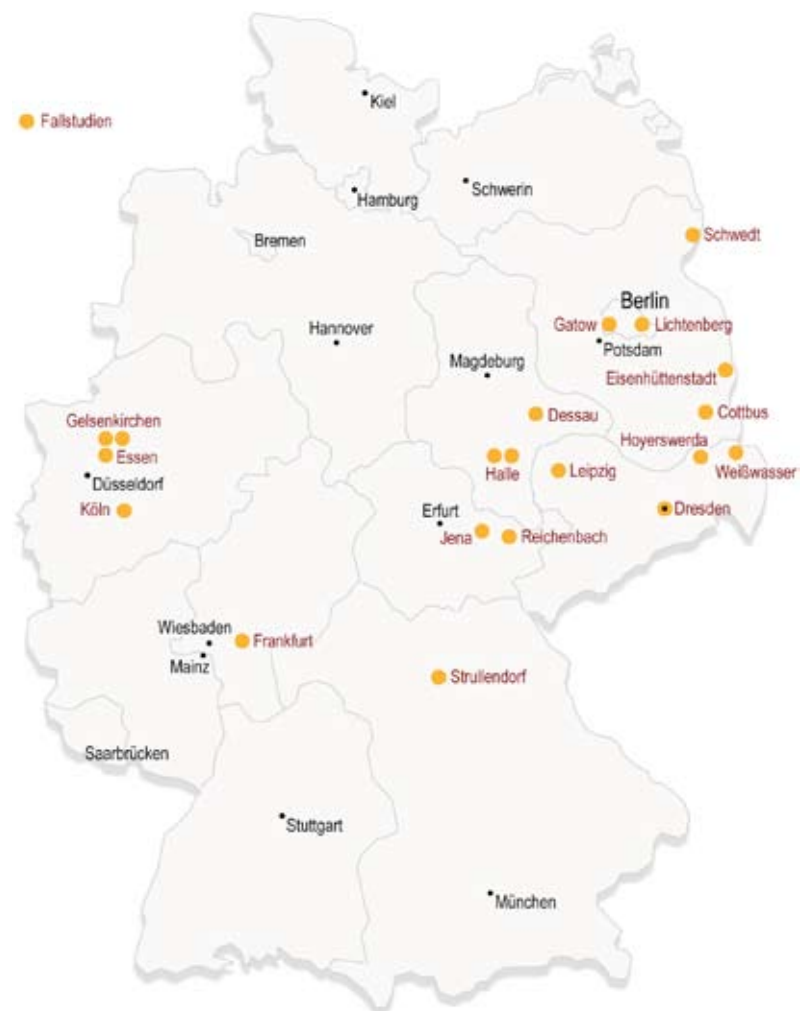 Kiel
Fallstudien
Schwerin
Hamburg
Schwedt
Bremen
Berlin
Gatow
Lichtenberg
Hannover
Potsdam
Magdeburg
Eisenhüttenstadt
Dessau
Cottbus
Gelsenkirchen
Hoyerswerda
Essen
Halle
Leipzig
Weißwasser
Düsseldorf
Köln
Erfurt
Dresden
Jena
Reichenbach
Wiesbaden
Frankfurt
Mainz
Strullendorf
Saarbrücken
Stuttgart
München